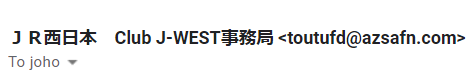 ＪＲ西日本　Club J-WEST事務局 <toutufd@azsafn.com>
To joho